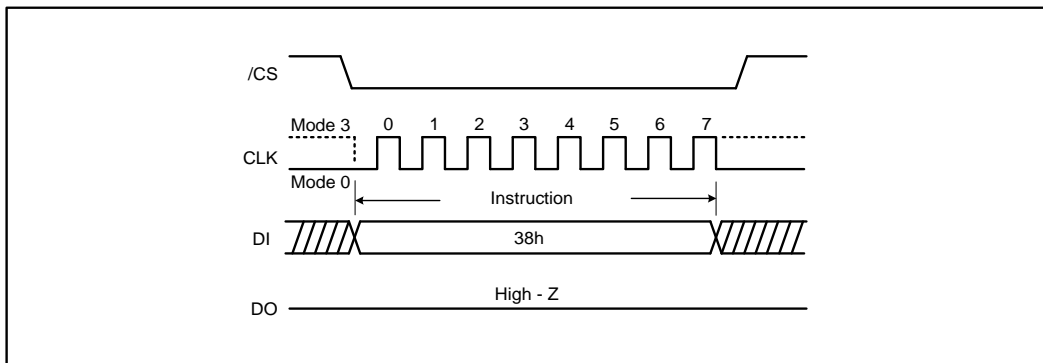 /CS
Mode 3 0 1 2 3 4 5 6 7
CLK
Mode 0
Instruction
DI 38h
High - Z
DO